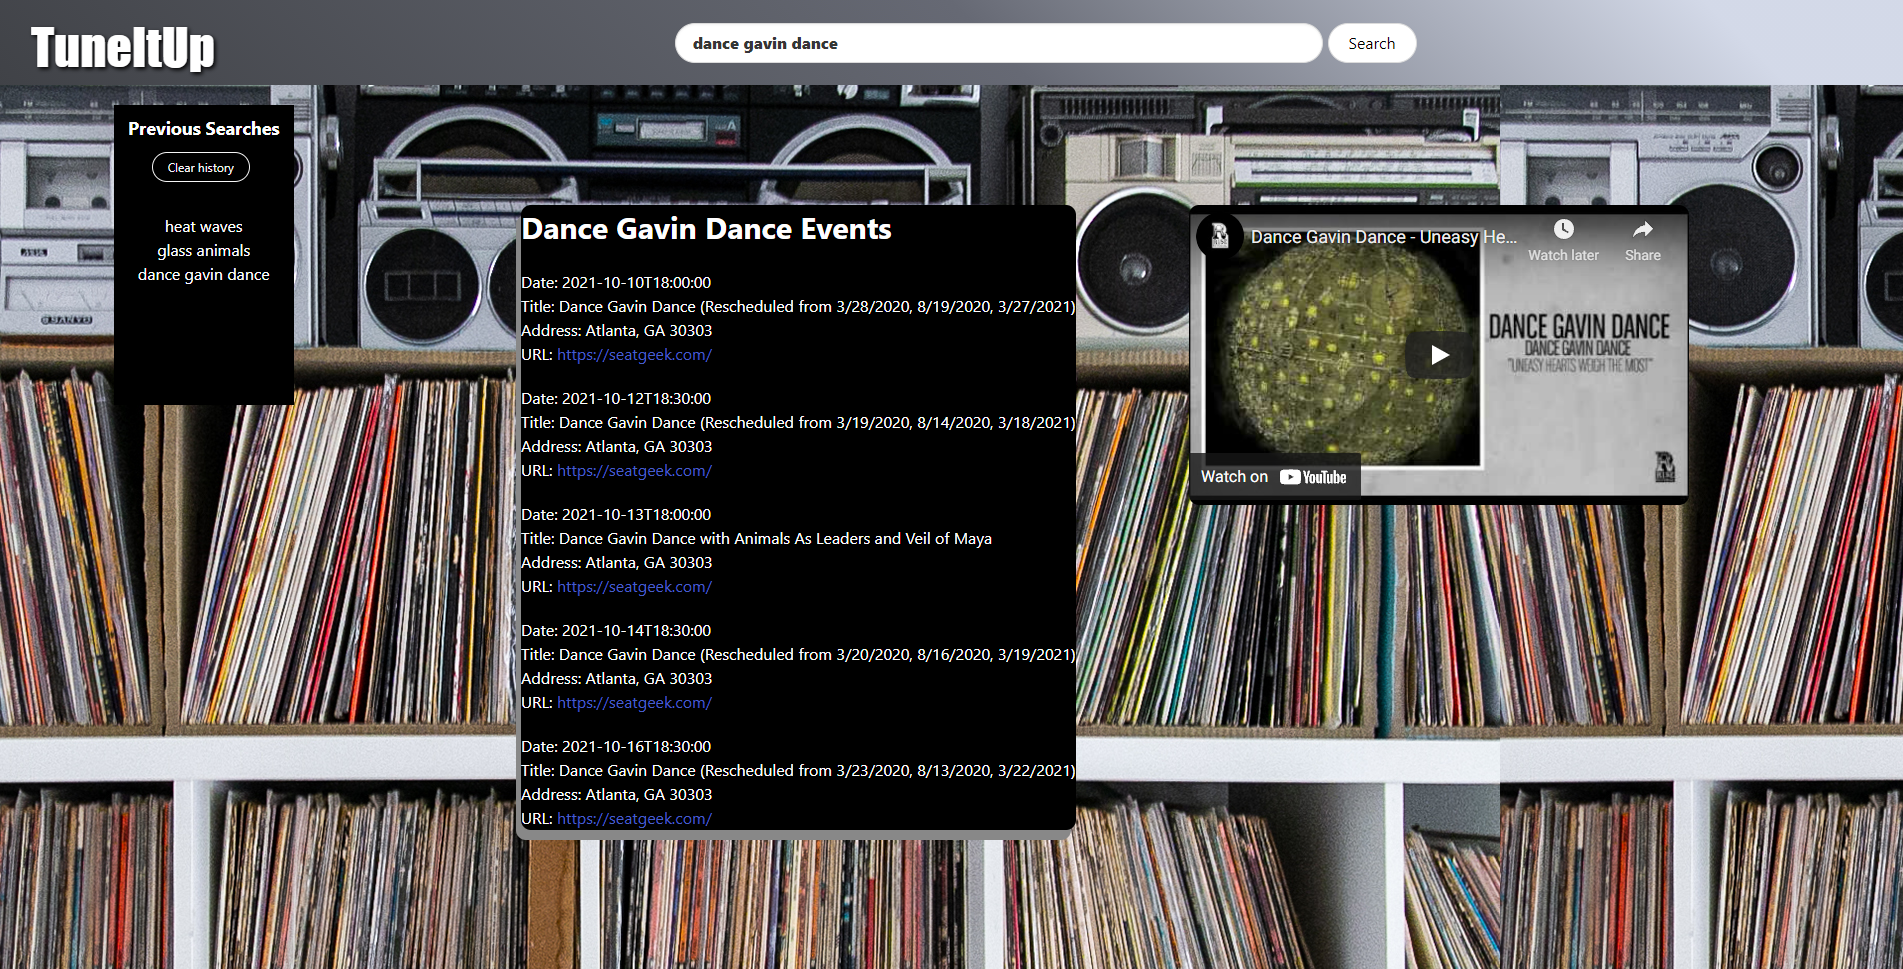 TuneItUp
dance gavin dance
Search
Previous Searches
Clear history
heat waves
glass animals
dance gavin dance
Dance Gavin Dance Events
Date: 2021-10-10T18:00:00
Title: Dance Gavin Dance (Rescheduled from 3/28/2020, 8/19/2020, 3/27/2021)
Address: Atlanta, GA 30303
URL: https://seatgeek.com/
Date: 2021-10-12T18:30:00
Title: Dance Gavin Dance (Rescheduled from 3/19/2020, 8/14/2020, 3/18/2021)
Address: Atlanta, GA 30303
URL: https://seatgeek.com/
Date: 2021-10-13T18:00:00
Title: Dance Gavin Dance with Animals As Leaders and Veil of Maya
Address: Atlanta, GA 30303
URL: https://seatgeek.com/
Date: 2021-10-14T18:30:00
Title: Dance Gavin Dance (Rescheduled from 3/20/2020, 8/16/2020, 3/19/2021)
Address: Atlanta, GA 30303
URL: https://seatgeek.com/
Date: 2021-10-16T18:30:00
Title: Dance Gavin Dance (Rescheduled from 3/23/2020, 8/13/2020, 3/22/2021)
Address: Atlanta, GA 30303
URL: https://seatgeek.com/
Dance Gavin Dance - Uneasy He...
Watch later
Share
DANCE GAVIN DANCE
DANCE GAVIN DANCE
"UNEASY HEARTS WEIGH THE MOST"
Watch on YouTube
SANYO